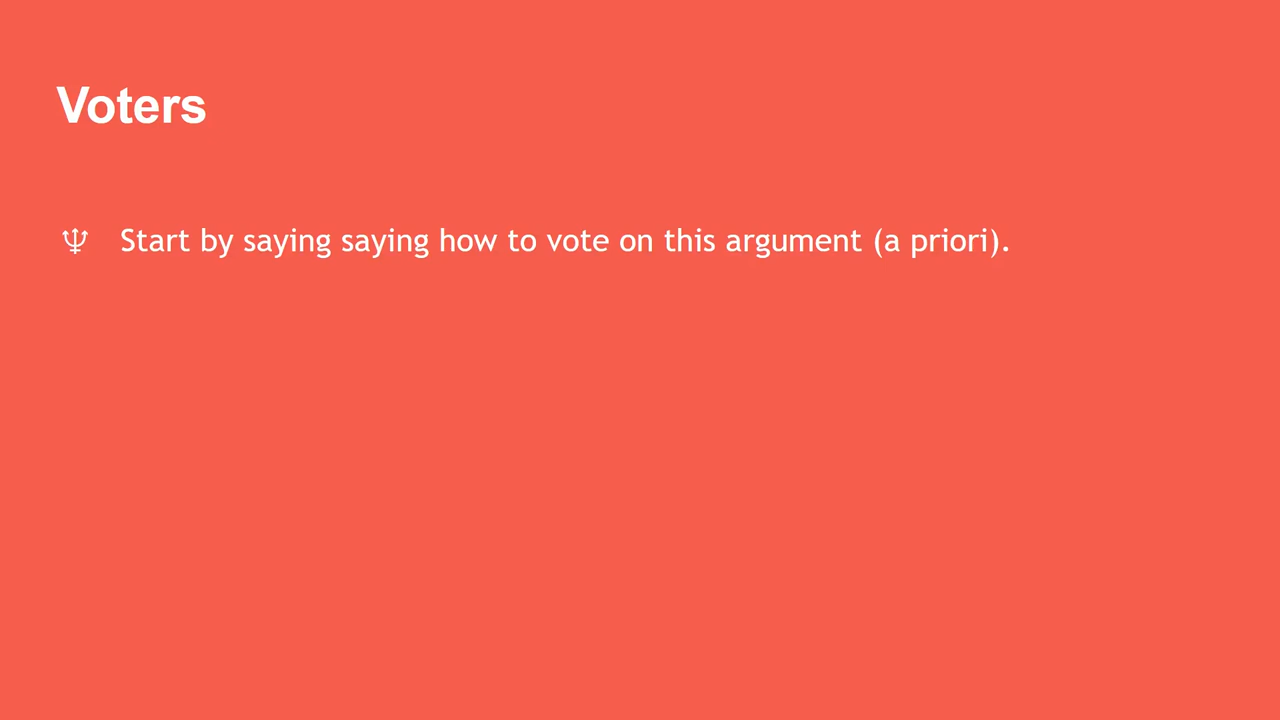 Voters
♆ Start by saying saying how to vote on this argument (a priori).